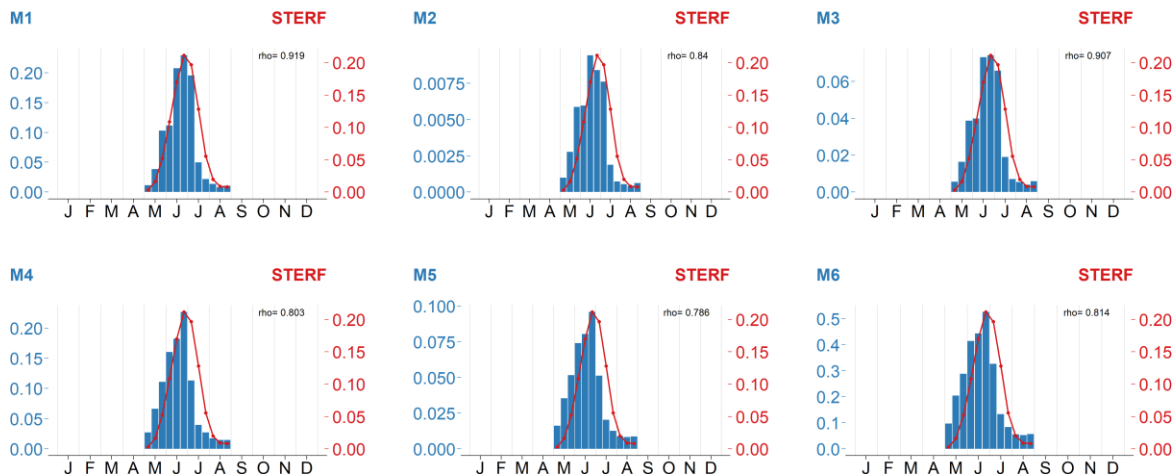 M1 STERF
rho= 0.919
0.20 0.20
0.15 0.15
0.10 0.10
0.05 0.05
0.00 0.00
J F M A M J J A S O N D
M2 STERF
rho= 0.84
0.0075 0.20
0.0050 0.15
0.0025 0.10
0.0000 0.05
0.00
J F M A M J J A S O N D
M3 STERF
rho= 0.907
0.06 0.20
0.04 0.15
0.02 0.10
0.00 0.05
0.00
J F M A M J J A S O N D
M4 STERF
rho= 0.803
0.20 0.20
0.15 0.15
0.10 0.10
0.05 0.05
0.00 0.00
J F M A M J J A S O N D
M5 STERF
rho= 0.786
0.100 0.20
0.075 0.15
0.050 0.10
0.025 0.05
0.000 0.00
J F M A M J J A S O N D
M6 STERF
rho= 0.814
0.5 0.20
0.4 0.15
0.3 0.10
0.2 0.05
0.1 0.00
0.0
J F M A M J J A S O N D